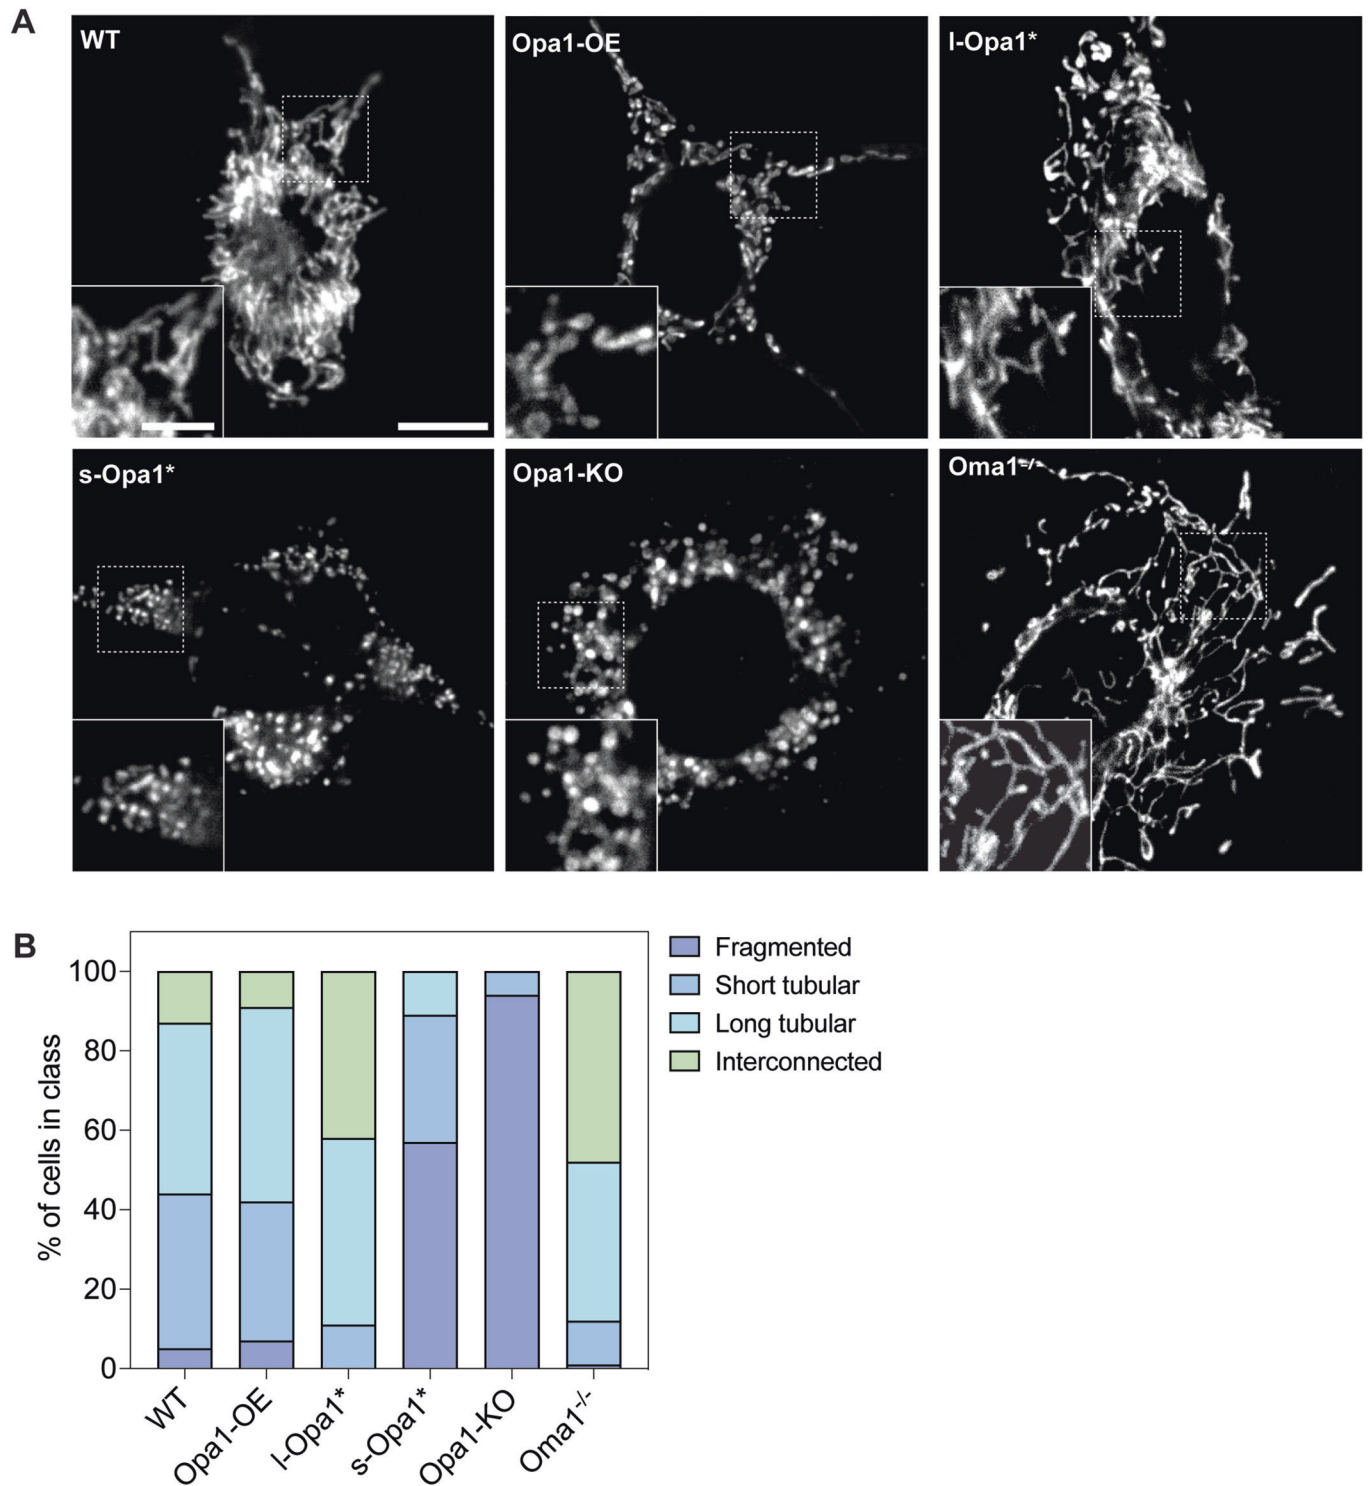 A
WT
Opa1-OE
l-Opa1*
s-Opa1*
Opa1-KO
Oma1-/-
B
% of cells in class
100
80
60
40
20
0
WT
Opa1-OE
l-Opa1*
s-Opa1*
Opa1-KO
Oma1-/-
Fragmented
Short tubular
Long tubular
Interconnected